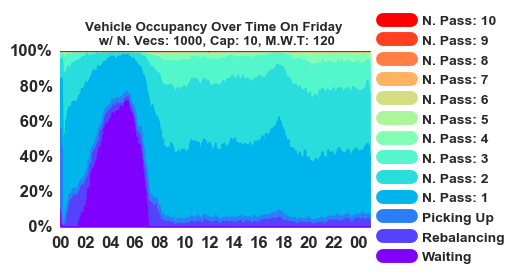 Vehicle Occupancy Over Time On Friday
w/ N. Vecs: 1000, Cap: 10, M.W.T: 120
100%
80%
60%
40%
20%
0%
00 02 04 06 08 10 12 14 16 18 20 22 00
N. Pass: 10
N. Pass: 9
N. Pass: 8
N. Pass: 7
N. Pass: 6
N. Pass: 5
N. Pass: 4
N. Pass: 3
N. Pass: 2
N. Pass: 1
Picking Up
Rebalancing
Waiting